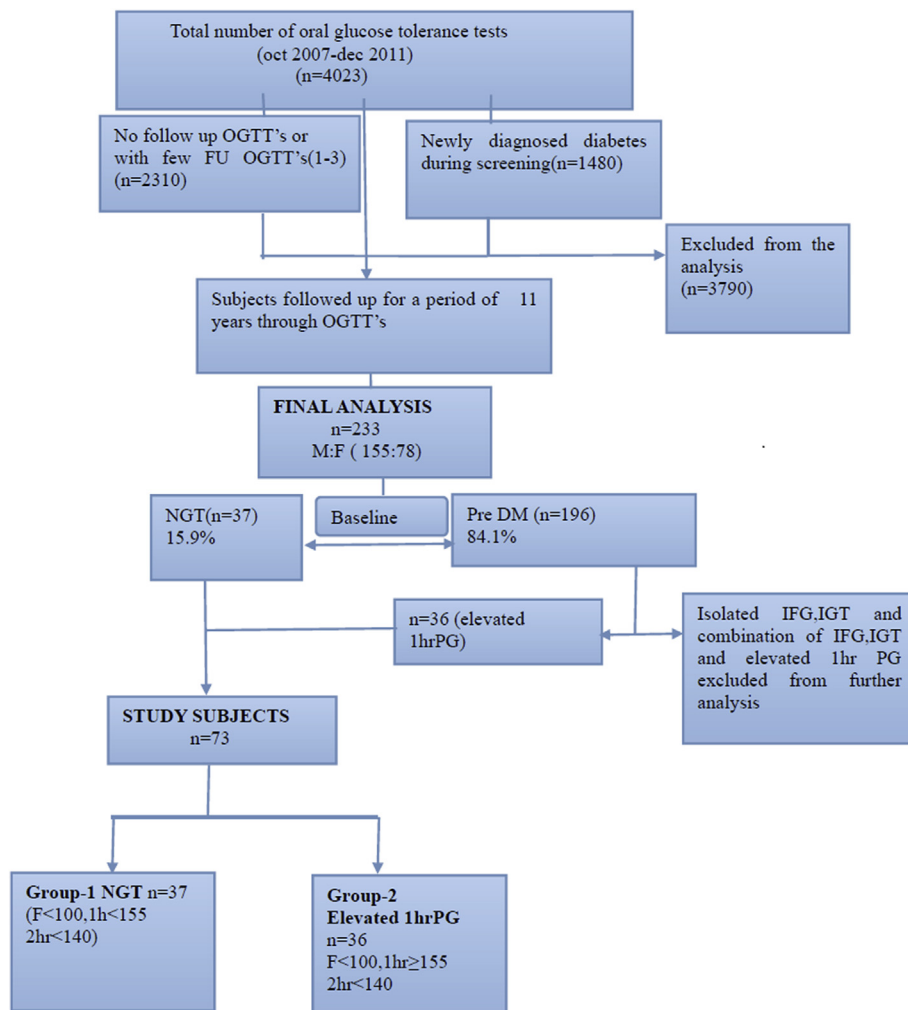 Total number of oral glucose tolerance tests
(oct 2007-dec 2011)
(n=4023)
No follow up OGTT’s or
with few FU OGTT’s(1-3)
(n=2310)
Newly diagnosed diabetes
during screening(n=1480)
Excluded from the
analysis
(n=3790)
Subjects followed up for a period of 11
years through OGTT’s
FINAL ANALYSIS
n=233
M:F ( 155:78)
NGT(n=37)
15.9%
Baseline
Pre DM (n=196)
84.1%
n=36 (elevated
1hrPG)
Isolated IFG,IGT and
combination of IFG,IGT
and elevated 1hr PG
excluded from further
analysis
STUDY SUBJECTS
n=73
Group-1 NGT n=37
(F<100,1h<155
2hr<140)
Group-2
Elevated 1hrPG
n=36
F<100,1hr≥155
2hr<140